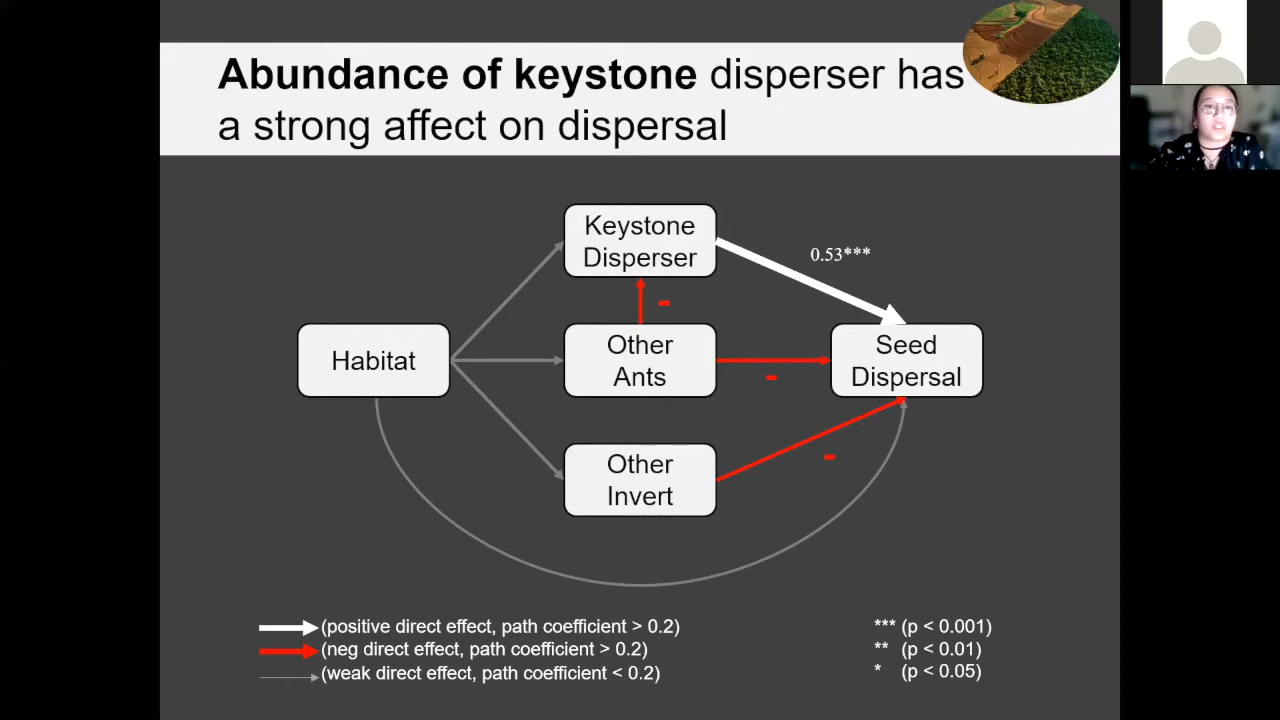 Abundance of keystone disperser has
a strong affect on dispersal
Keystone
Disperser
0.53***
-
Habitat
Other
Ants
-
Seed
Dispersal
Other
Invert
-
(positive direct effect, path coefficient > 0.2)
(neg direct effect, path coefficient > 0.2)
(weak direct effect, path coefficient < 0.2)
*** (p < 0.001)
** (p < 0.01)
* (p < 0.05)